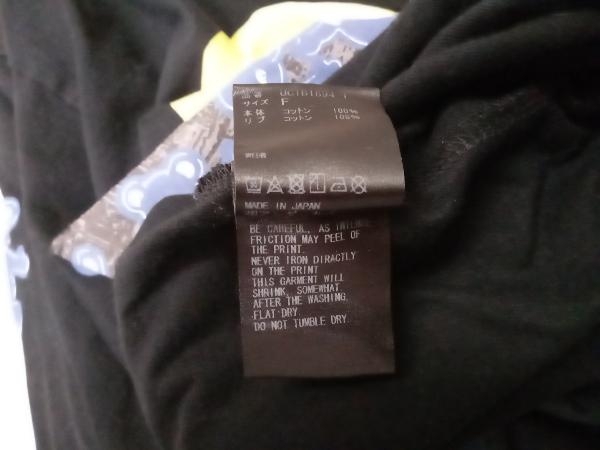 品番
サイズ F
本体 コットン 100%
リブ コットン 100%
MADE IN JAPAN
BE CAREFUL, AS INTENSE
FRICTION MAY PEEL OF
THE PRINT.
NEVER IRON DIRACTLY
ON THE PRINT
THIS GARMENT WILL
SHRINK SOMEWHAT
AFTER THE WASHING.
FLAT DRY
DO NOT TUMBLE DRY.